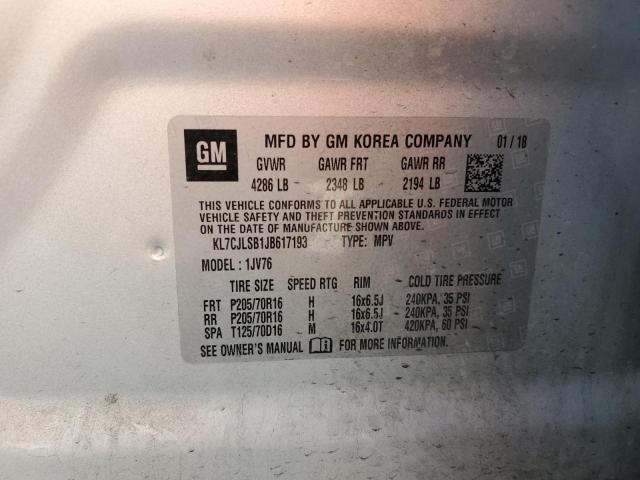 GM MFD BY GM KOREA COMPANY 01/18
GVWR GAWR FRT GAWR RR
4286 LB 2348 LB 2194 LB
THIS VEHICLE CONFORMS TO ALL APPLICABLE U.S. FEDERAL MOTOR
VEHICLE SAFETY AND THEFT PREVENTION STANDARDS IN EFFECT
ON THE DATE OF MANUFACTURE SHOWN ABOVE.
KL7CJLSB1JB617193 TYPE: MPV
MODEL : 1JV76
TIRE SIZE SPEED RTG RIM COLD TIRE PRESSURE
FRT P205/70R16 H 16x6.5J 240KPA, 35 PSI
RR P205/70R16 H 16x6.5J 240KPA, 35 PSI
SPA T125/70D16 M 16x4.0T 420KPA, 60 PSI
SEE OWNER'S MANUAL FOR MORE INFORMATION.